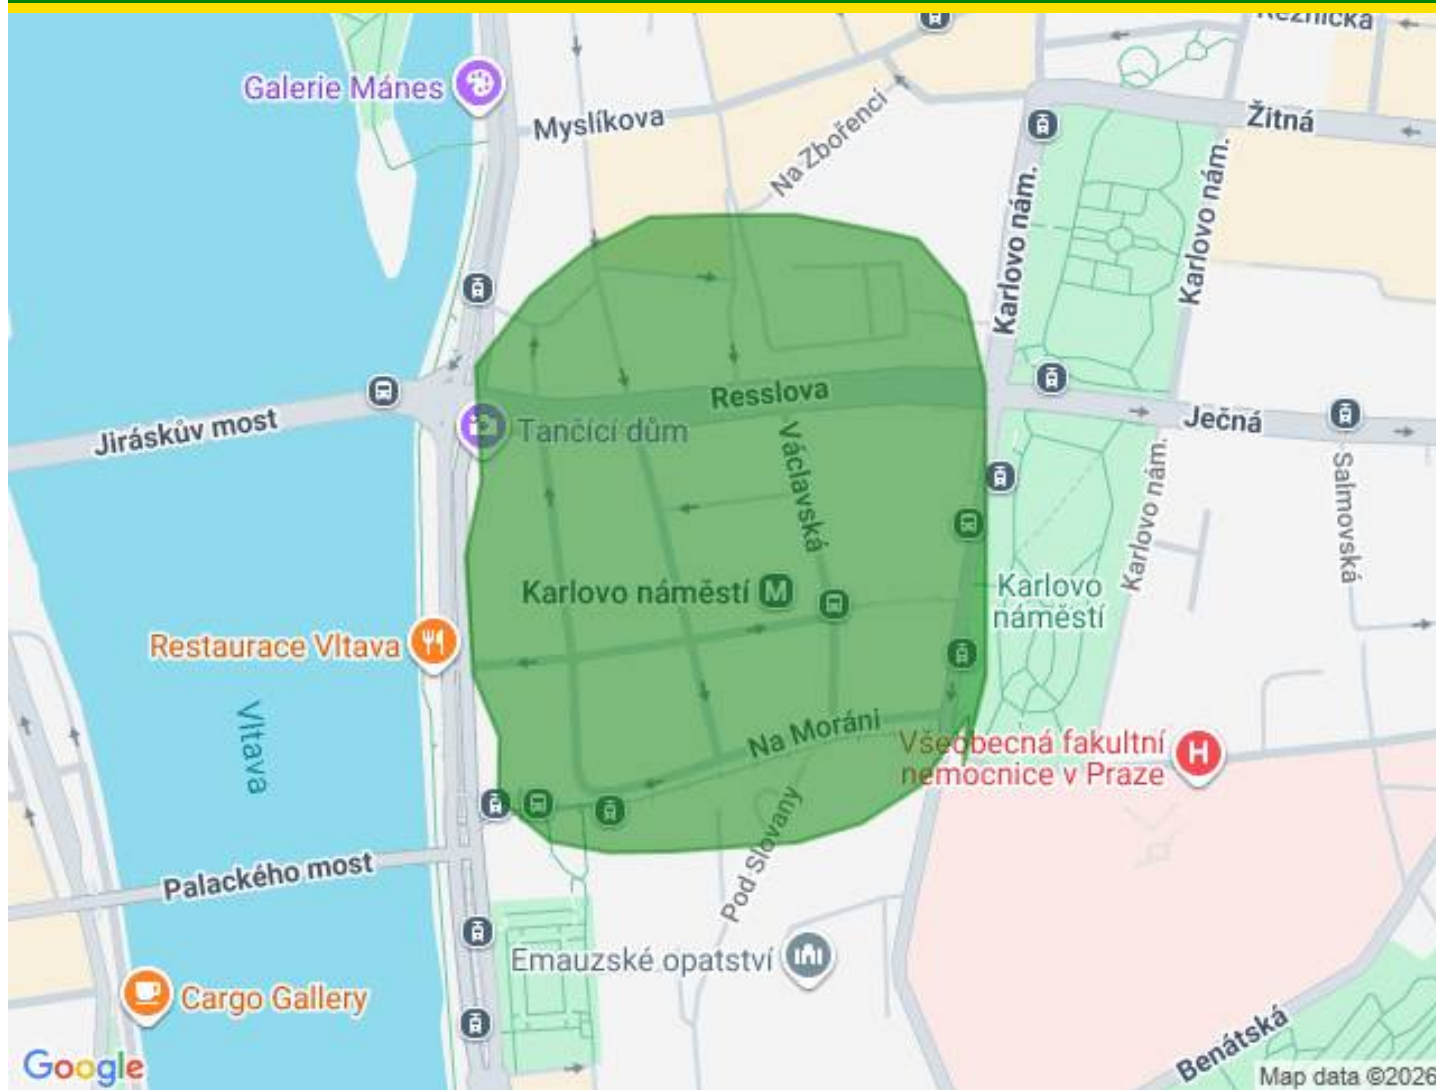 Řeznická
Galerie Mánes
Myslíkova
Na Zbořenci
Žitná
Karlovo nám.
Karlovo nám.
Resslova
Jiráskův most
Tančící dům
Ječná
Václavská
Karlovo nám.
Salmovská
Karlovo náměstí
M
Karlovo
náměstí
Restaurace Vltava
Vltava
Na Moráni
Všeobecná fakultní
nemocnice v Praze
H
Palackého most
Pod Slovany
Emauzské opatství
Cargo Gallery
Benátská
Google
Map data ©2026